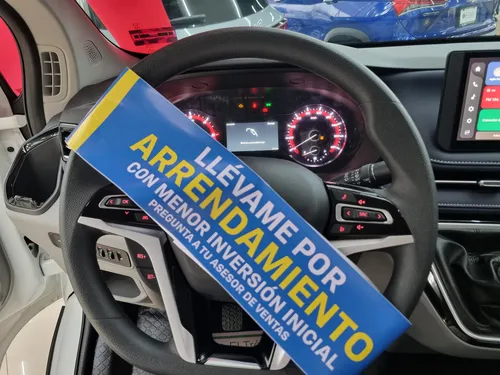 LLÉVAME POR
ARRENDAMIENTO
CON MENOR INVERSIÓN INICIAL
PREGUNTA A TU ASESOR DE VENTAS